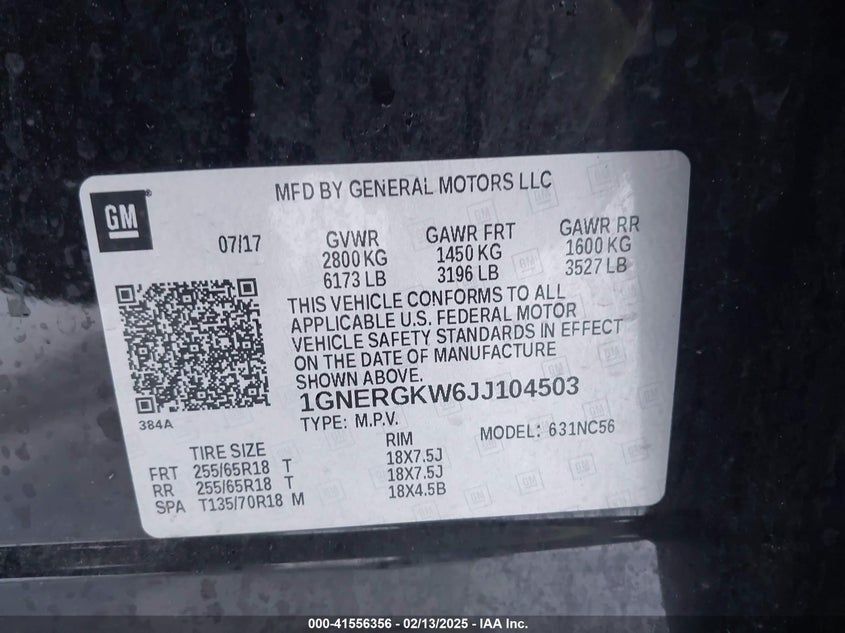 MFD BY GENERAL MOTORS LLC
GM
07/17
GVWR GAWR FRT GAWR RR
2800 KG 1450 KG 1600 KG
6173 LB 3196 LB 3527 LB
THIS VEHICLE CONFORMS TO ALL
APPLICABLE U.S. FEDERAL MOTOR
VEHICLE SAFETY STANDARDS IN EFFECT
ON THE DATE OF MANUFACTURE
SHOWN ABOVE.
384A
1GNERGKW6JJ104503
TYPE: M.P.V. MODEL: 631NC56
TIRE SIZE RIM
FRT 255/65R18 T 18X7.5J
RR 255/65R18 T 18X7.5J
SPA T135/70R18 M 18X4.5B
000-41556356 - 02/13/2025 - IAA Inc.